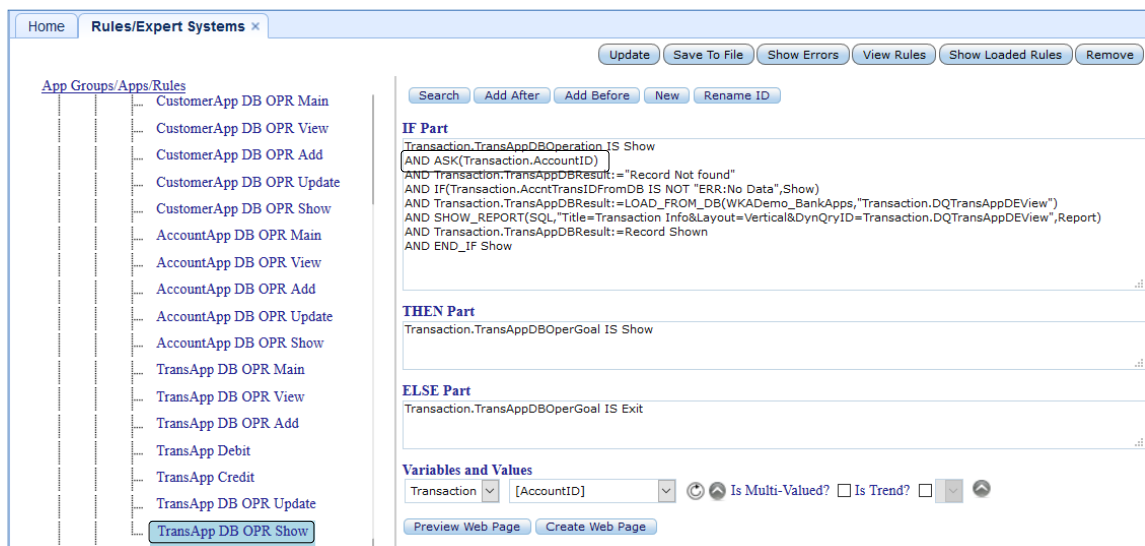 Home Rules/Expert Systems ×
Update Save To File Show Errors View Rules Show Loaded Rules Remove
App Groups/Apps/Rules
CustomerApp DB OPR Main
CustomerApp DB OPR View
CustomerApp DB OPR Add
CustomerApp DB OPR Update
CustomerApp DB OPR Show
AccountApp DB OPR Main
AccountApp DB OPR View
AccountApp DB OPR Add
AccountApp DB OPR Update
AccountApp DB OPR Show
TransApp DB OPR Main
TransApp DB OPR View
TransApp DB OPR Add
TransApp Debit
TransApp Credit
TransApp DB OPR Update
TransApp DB OPR Show
Search Add After Add Before New Rename ID
IF Part
Transaction.TransAppDBOperation IS Show
AND ASK(Transaction.AccountID)
AND Transaction.TransAppDBResult:="Record Not found"
AND IF(Transaction.AccntTransIDFromDB IS NOT "ERR:No Data",Show)
AND Transaction.TransAppDBResult:=LOAD_FROM_DB(WKADemo_BankApps,"Transaction.DQTransAppDEView")
AND SHOW_REPORT(SQL,"Title=Transaction Info&Layout=Vertical&DynQryID=Transaction.DQTransAppDEView",Report)
AND Transaction.TransAppDBResult:=Record Shown
AND END_IF Show
THEN Part
Transaction.TransAppDBOperGoal IS Show
ELSE Part
Transaction.TransAppDBOperGoal IS Exit
Variables and Values
Transaction [AccountID] Is Multi-Valued? Is Trend?
Preview Web Page Create Web Page